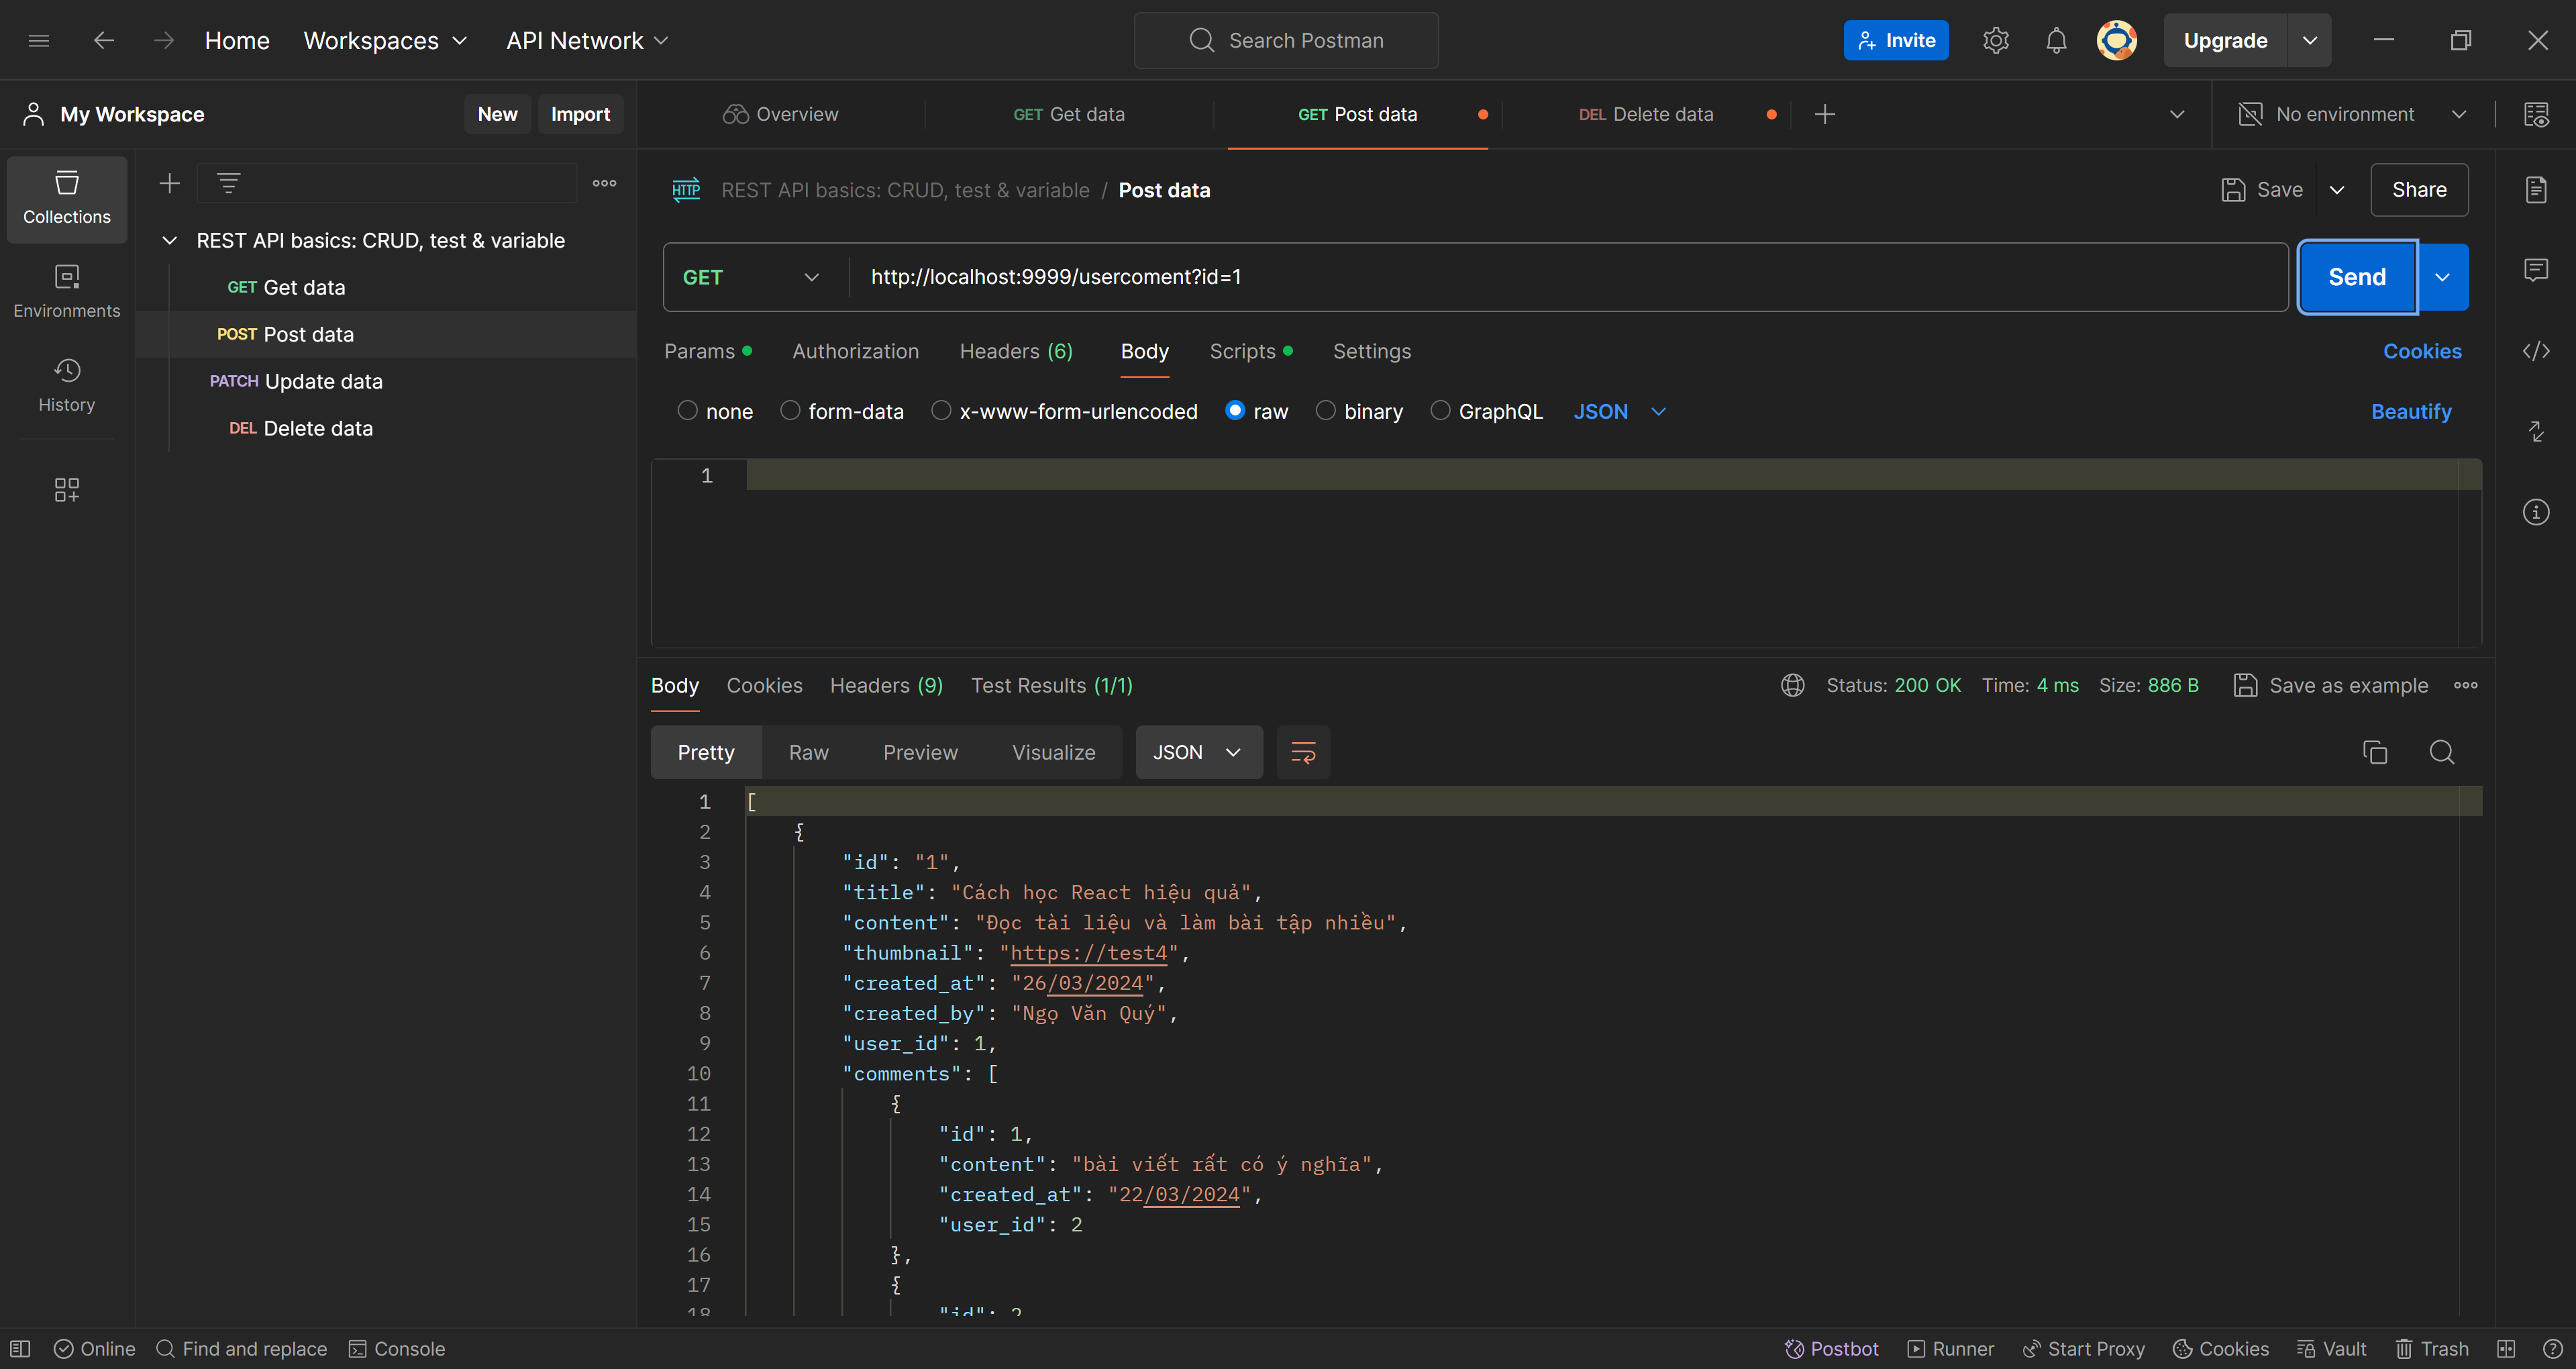 Home Workspaces API Network Search Postman Invite Upgrade
My Workspace New Import Overview GET Get data GET Post data DEL Delete data No environment
Collections
Environments
History
REST API basics: CRUD, test & variable
GET Get data
POST Post data
PATCH Update data
DEL Delete data
HTTP REST API basics: CRUD, test & variable / Post data Save Share
GET http://localhost:9999/usercoment?id=1 Send
Params Authorization Headers (6) Body Scripts Settings Cookies
none form-data x-www-form-urlencoded raw binary GraphQL JSON Beautify
1
Body Cookies Headers (9) Test Results (1/1) Status: 200 OK Time: 4 ms Size: 886 B Save as example
Pretty Raw Preview Visualize JSON
1 [
2 {
3 "id": "1",
4 "title": "Cách học React hiệu quả",
5 "content": "Đọc tài liệu và làm bài tập nhiều",
6 "thumbnail": "https://test4",
7 "created_at": "26/03/2024",
8 "created_by": "Ngọ Văn Quý",
9 "user_id": 1,
10 "comments": [
11 {
12 "id": 1,
13 "content": "bài viết rất có ý nghĩa",
14 "created_at": "22/03/2024",
15 "user_id": 2
16 },
17 {
18 "id": 2
Online Find and replace Console Postbot Runner Start Proxy Cookies Vault Trash